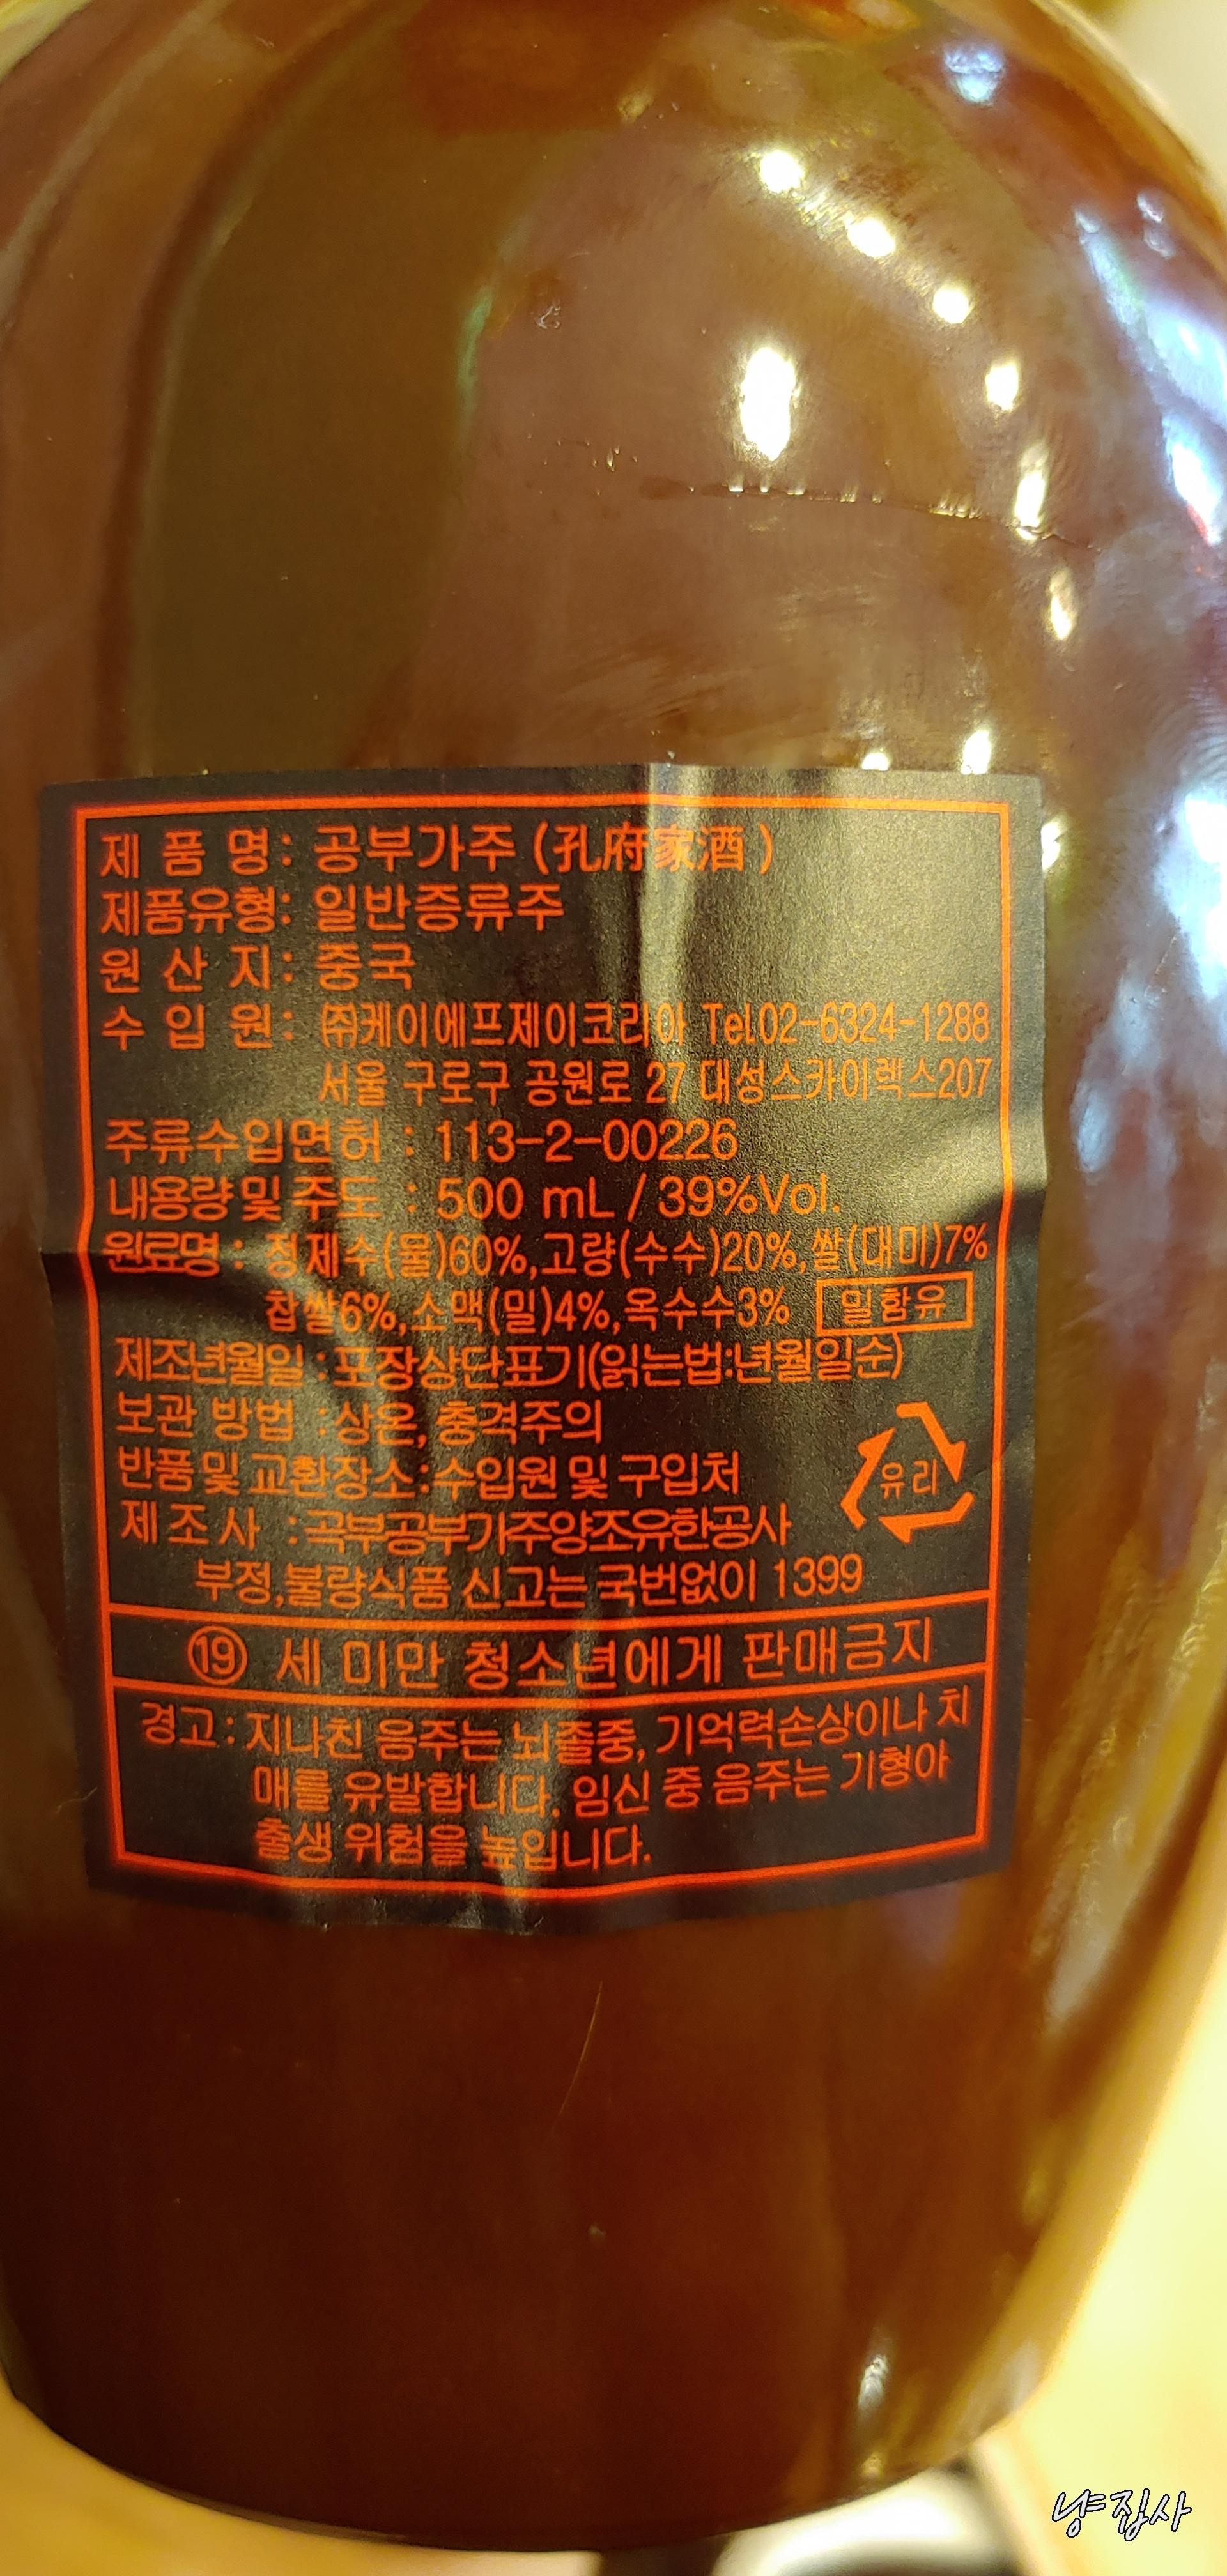 제 품 명: 공부가주 (孔府家酒)
제품유형: 일반증류주
원 산 지: 중국
수 입 원: ㈜케이에프제이코리아 Tel.02-6324-1288
서울 구로구 공원로 27 대성스카이렉스207
주류수입면허 : 113-2-00226
내용량 및 주도 : 500 mL / 39%Vol.
원료명 : 정제수(물)60%,고량(수수)20%,쌀(대미)7%
찹쌀6%,소맥(밀)4%,옥수수3% 밀함유
제조년월일 : 포장상단표기(읽는법:년월일순)
보관 방법 : 상온, 충격주의
반품 및 교환장소 : 수입원 및 구입처
유리
제 조 사 : 곡부공부가주양조유한공사
부정,불량식품 신고는 국번없이 1399
⑲ 세 미만 청소년에게 판매금지
경고 : 지나친 음주는 뇌졸중, 기억력손상이나 치
매를 유발합니다. 임신 중 음주는 기형아
출생 위험을 높입니다.
냥집사